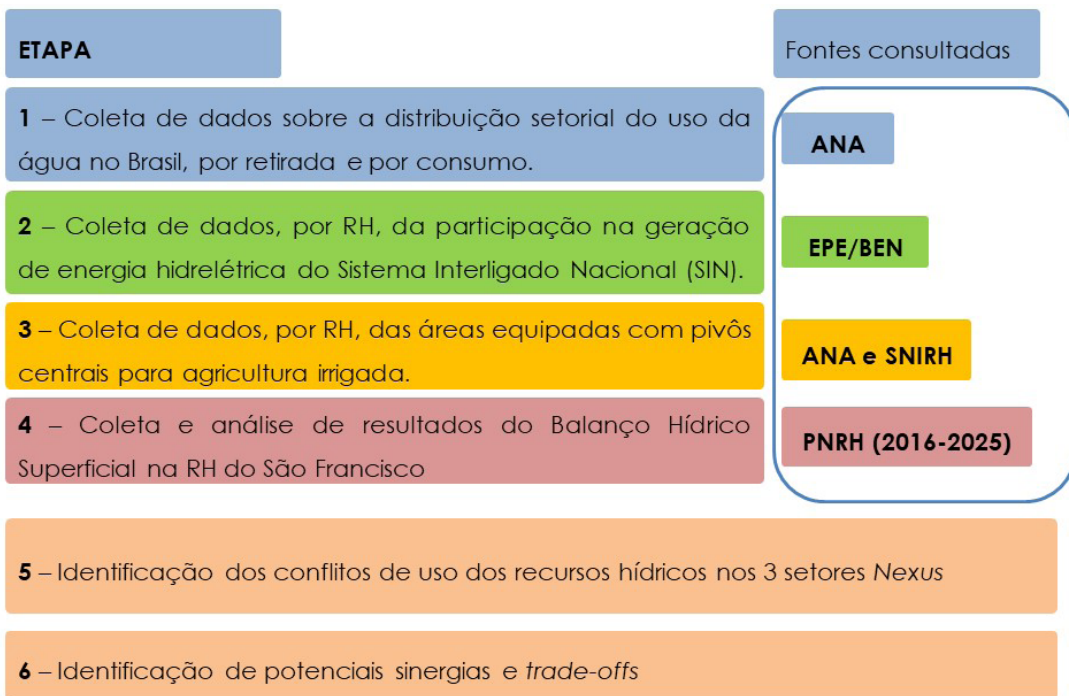 ETAPA
Fontes consultadas
1 – Coleta de dados sobre a distribuição setorial do uso da
água no Brasil, por retirada e por consumo.
ANA
2 – Coleta de dados, por RH, da participação na geração
de energia hidrelétrica do Sistema Interligado Nacional (SIN).
EPE/BEN
3 – Coleta de dados, por RH, das áreas equipadas com pivôs
centrais para agricultura irrigada.
ANA e SNIRH
4 – Coleta e análise de resultados do Balanço Hídrico
Superficial na RH do São Francisco
PNRH (2016-2025)
5 – Identificação dos conflitos de uso dos recursos hídricos nos 3 setores Nexus
6 – Identificação de potenciais sinergias e trade-offs